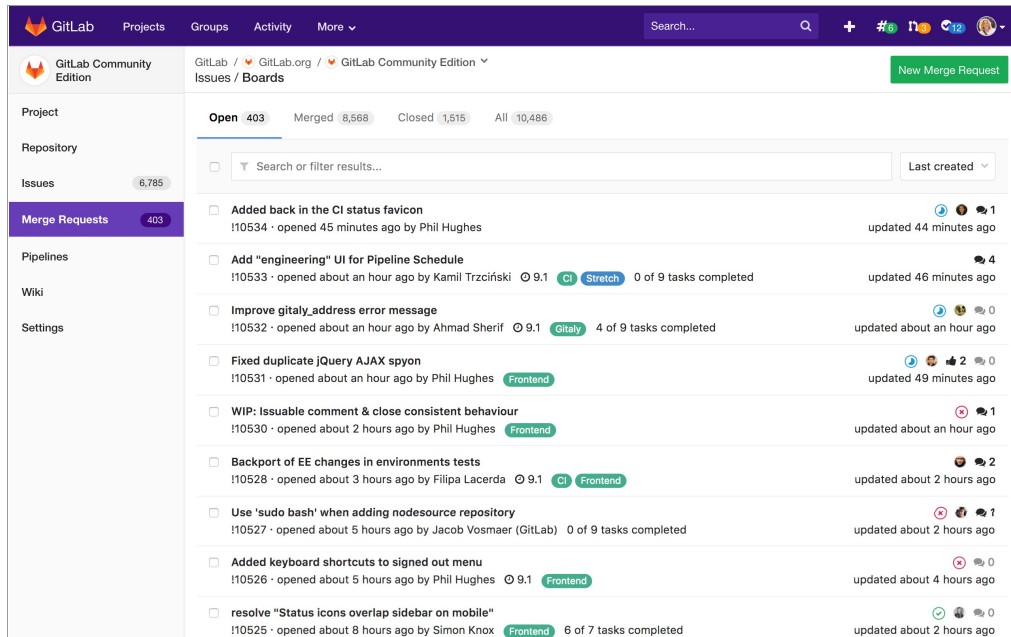 GitLab Projects Groups Activity More Search... 6 3 12
GitLab Community
Edition
GitLab / GitLab.org / GitLab Community Edition
Issues / Boards
New Merge Request
Project
Repository
Issues 6,785
Merge Requests 403
Pipelines
Wiki
Settings
Open 403 Merged 8,568 Closed 1,515 All 10,486
Search or filter results... Last created
Added back in the CI status favicon 1
!10534 · opened 45 minutes ago by Phil Hughes updated 44 minutes ago
Add "engineering" UI for Pipeline Schedule 4
!10533 · opened about an hour ago by Kamil Trzciński 9.1 CI Stretch 0 of 9 tasks completed updated 46 minutes ago
Improve gitaly_address error message 0
!10532 · opened about an hour ago by Ahmad Sherif 9.1 Gitaly 4 of 9 tasks completed updated about an hour ago
Fixed duplicate jQuery AJAX spyon 2 0
!10531 · opened about an hour ago by Phil Hughes Frontend updated 49 minutes ago
WIP: Issuable comment & close consistent behaviour 1
!10530 · opened about 2 hours ago by Phil Hughes Frontend updated about an hour ago
Backport of EE changes in environments tests 2
!10528 · opened about 3 hours ago by Filipa Lacerda 9.1 CI Frontend updated about 2 hours ago
Use 'sudo bash' when adding nodesource repository 1
!10527 · opened about 5 hours ago by Jacob Vosmaer (GitLab) 0 of 9 tasks completed updated about 2 hours ago
Added keyboard shortcuts to signed out menu 0
!10526 · opened about 5 hours ago by Phil Hughes 9.1 Frontend updated about 4 hours ago
resolve "Status icons overlap sidebar on mobile" 0
!10525 · opened about 8 hours ago by Simon Knox Frontend 6 of 7 tasks completed updated about 2 hours ago